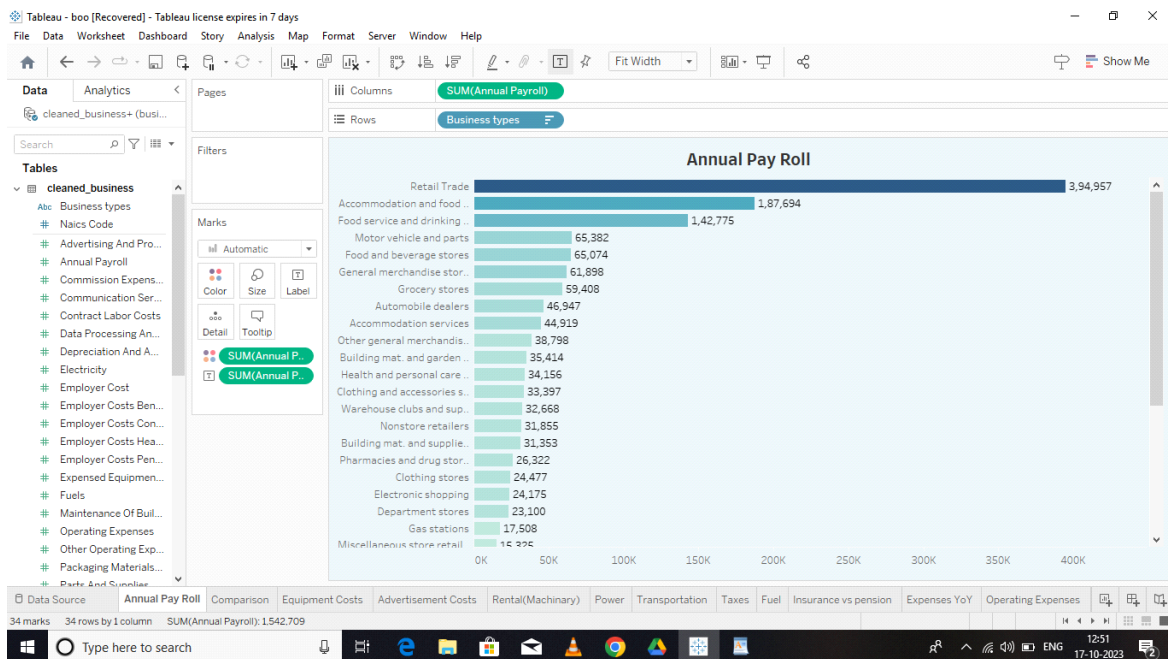 Tableau - boo [Recovered] - Tableau license expires in 7 days
File Data Worksheet Dashboard Story Analysis Map Format Server Window Help
Fit Width
Show Me
Data Analytics
cleaned_business+ (busi...
Search
Tables
cleaned_business
Abc Business types
# Naics Code
# Advertising And Pro...
# Annual Payroll
# Commission Expens...
# Communication Ser...
# Contract Labor Costs
# Data Processing An...
# Depreciation And A...
# Electricity
# Employer Cost
# Employer Costs Ben...
# Employer Costs Con...
# Employer Costs Hea...
# Employer Costs Pen...
# Expensed Equipmen...
# Fuels
# Maintenance Of Buil...
# Operating Expenses
# Other Operating Exp...
# Packaging Materials...
# Parts And Supplies
Pages
Filters
Marks
Automatic
Color Size Label
Detail Tooltip
SUM(Annual P..
SUM(Annual P..
Columns SUM(Annual Payroll)
Rows Business types
Annual Pay Roll
Retail Trade 3,94,957
Accommodation and food .. 1,87,694
Food service and drinking .. 1,42,775
Motor vehicle and parts 65,382
Food and beverage stores 65,074
General merchandise stor.. 61,898
Grocery stores 59,408
Automobile dealers 46,947
Accommodation services 44,919
Other general merchandis.. 38,798
Building mat. and garden .. 35,414
Health and personal care .. 34,156
Clothing and accessories s.. 33,397
Warehouse clubs and sup.. 32,668
Nonstore retailers 31,855
Building mat. and supplie.. 31,353
Pharmacies and drug stor.. 26,322
Clothing stores 24,477
Electronic shopping 24,175
Department stores 23,100
Gas stations 17,508
Miscellaneous store retail.. 15,325
0K 50K 100K 150K 200K 250K 300K 350K 400K
Data Source Annual Pay Roll Comparison Equipment Costs Advertisement Costs Rental(Machinary) Power Transportation Taxes Fuel Insurance vs pension Expenses YoY Operating Expenses
34 marks 34 rows by 1 column SUM(Annual Payroll): 1,542,709
Type here to search
ENG
12:51
17-10-2023
2